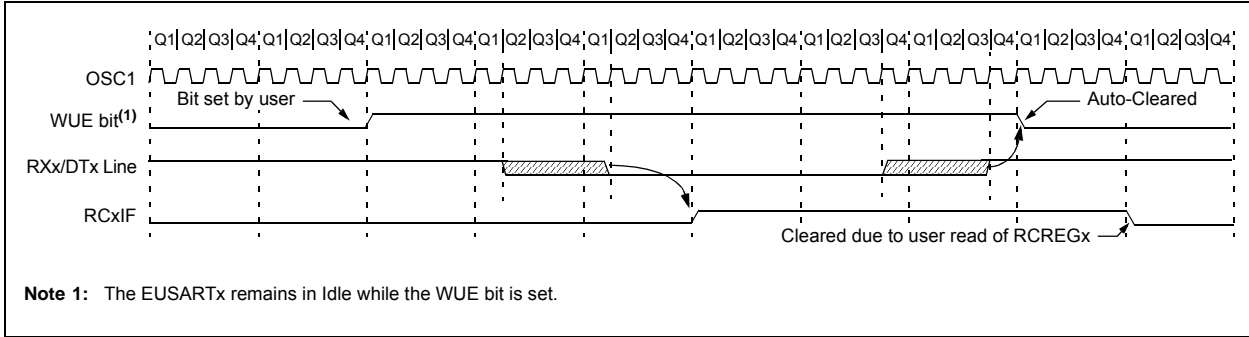 Q1 Q2 Q3 Q4 Q1 Q2 Q3 Q4 Q1 Q2 Q3 Q4 Q1 Q2 Q3 Q4 Q1 Q2 Q3 Q4 Q1 Q2 Q3 Q4 Q1 Q2 Q3 Q4 Q1 Q2 Q3 Q4 Q1 Q2 Q3 Q4 Q1 Q2 Q3 Q4
OSC1
Bit set by user
Auto-Cleared
WUE bit(1)
RXx/DTx Line
RCxIF
Cleared due to user read of RCREGx
Note 1: The EUSARTx remains in Idle while the WUE bit is set.